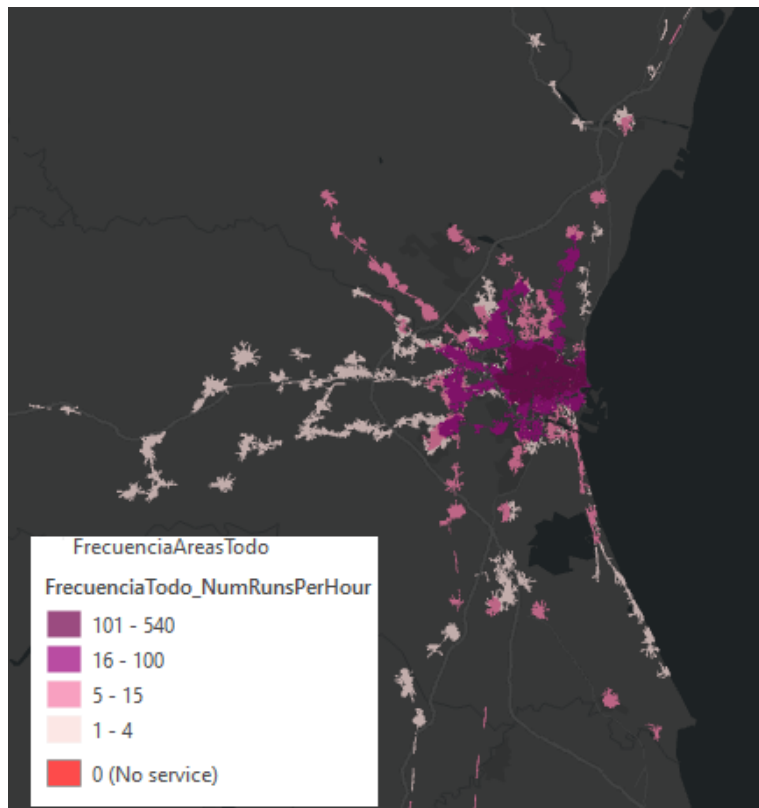 FrecuenciaAreasTodo
FrecuenciaTodo_NumRunsPerHour
101 - 540
16 - 100
5 - 15
1 - 4
0 (No service)